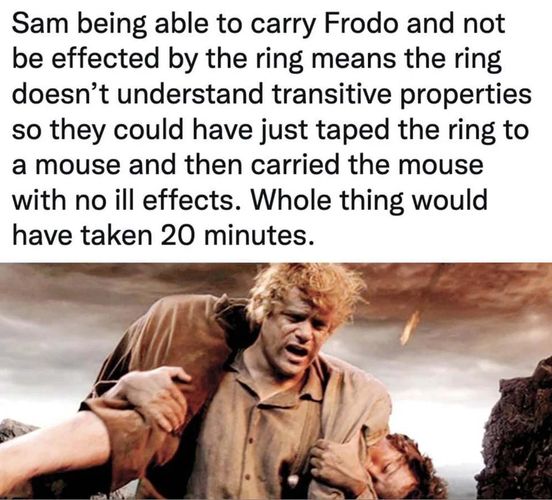 Sam being able to carry Frodo and not
be effected by the ring means the ring
doesn’t understand transitive properties
so they could have just taped the ring to
a mouse and then carried the mouse
with no ill effects. Whole thing would
have taken 20 minutes.